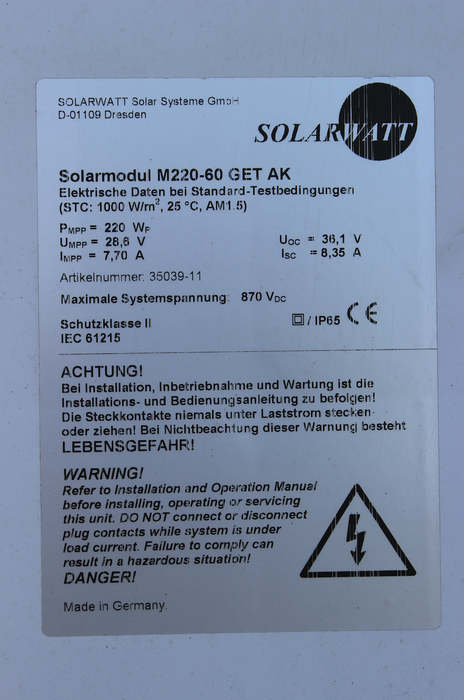 SOLARWATT Solar Systeme GmbH
D-01109 Dresden
SOLARWATT
Solarmodul M220-60 GET AK
Elektrische Daten bei Standard-Testbedingungen
(STC: 1000 W/m², 25 °C, AM1.5)
PMPP = 220 WP
UMPP = 28,6 V UOC = 36,1 V
IMPP = 7,70 A ISC = 8,35 A
Artikelnummer: 35039-11
Maximale Systemspannung: 870 VDC
Schutzklasse II / IP65 CE
IEC 61215
ACHTUNG!
Bei Installation, Inbetriebnahme und Wartung ist die
Installations- und Bedienungsanleitung zu befolgen!
Die Steckkontakte niemals unter Laststrom stecken
oder ziehen! Bei Nichtbeachtung dieser Warnung besteht
LEBENSGEFAHR!
WARNING!
Refer to Installation and Operation Manual
before installing, operating or servicing
this unit. DO NOT connect or disconnect
plug contacts while system is under
load current. Failure to comply can
result in a hazardous situation!
DANGER!
Made in Germany.